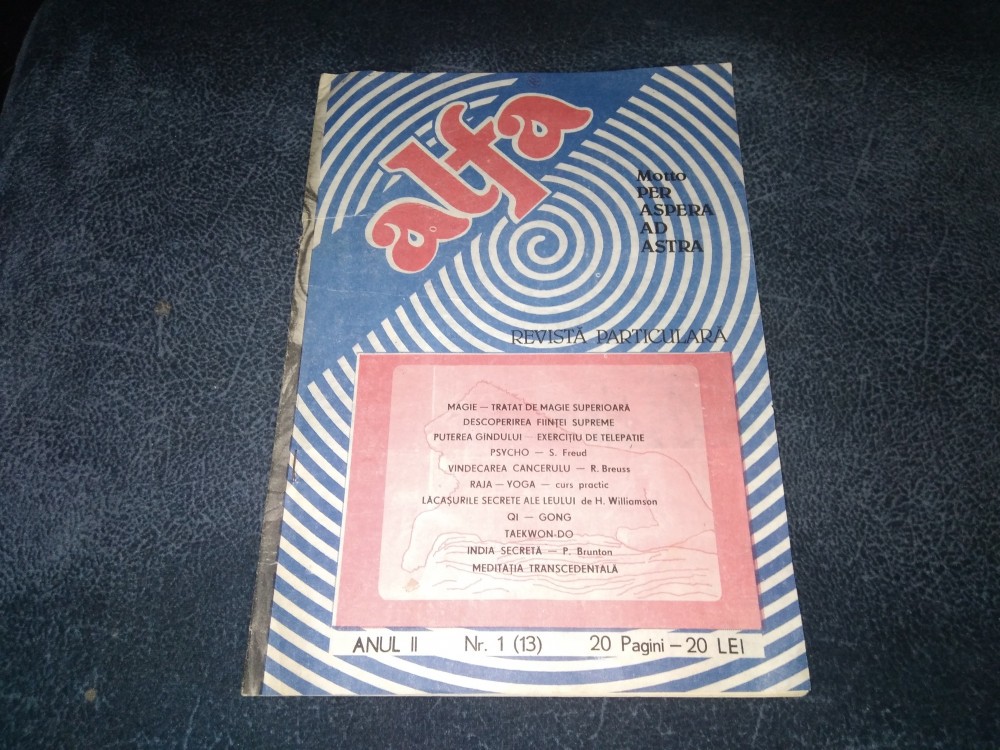 alfa
Motto
PER
ASPERA
AD
ASTRA
REVISTĂ PARTICULARĂ
MAGIE — TRATAT DE MAGIE SUPERIOARĂ
DESCOPERIREA FIINȚEI SUPREME
PUTEREA GINDULUI — EXERCIȚIU DE TELEPATIE
PSYCHO — S. Freud
VINDECAREA CANCERULU — R. Breuss
RAJA — YOGA — curs practic
LĂCAȘURILE SECRETE ALE LEULUI de H. Williamson
QI — GONG
TAEKWON-DO
INDIA SECRETĂ — P. Brunton
MEDITAȚIA TRANSCEDENTALĂ
ANUL II Nr. 1 (13) 20 Pagini — 20 LEI